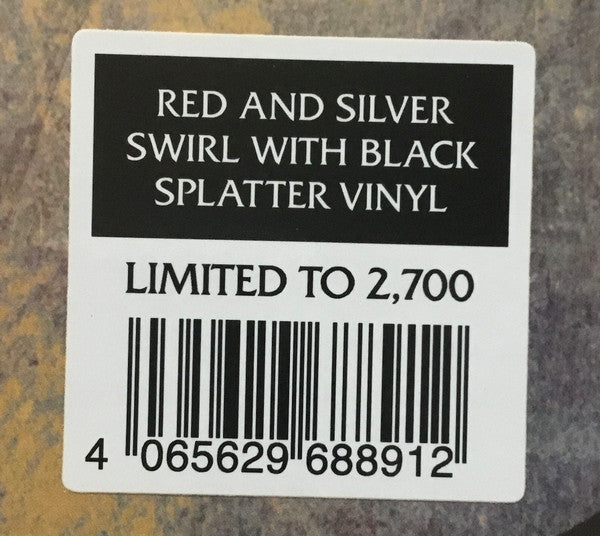 RED AND SILVER
SWIRL WITH BLACK
SPLATTER VINYL
LIMITED TO 2,700
4 065629 688912